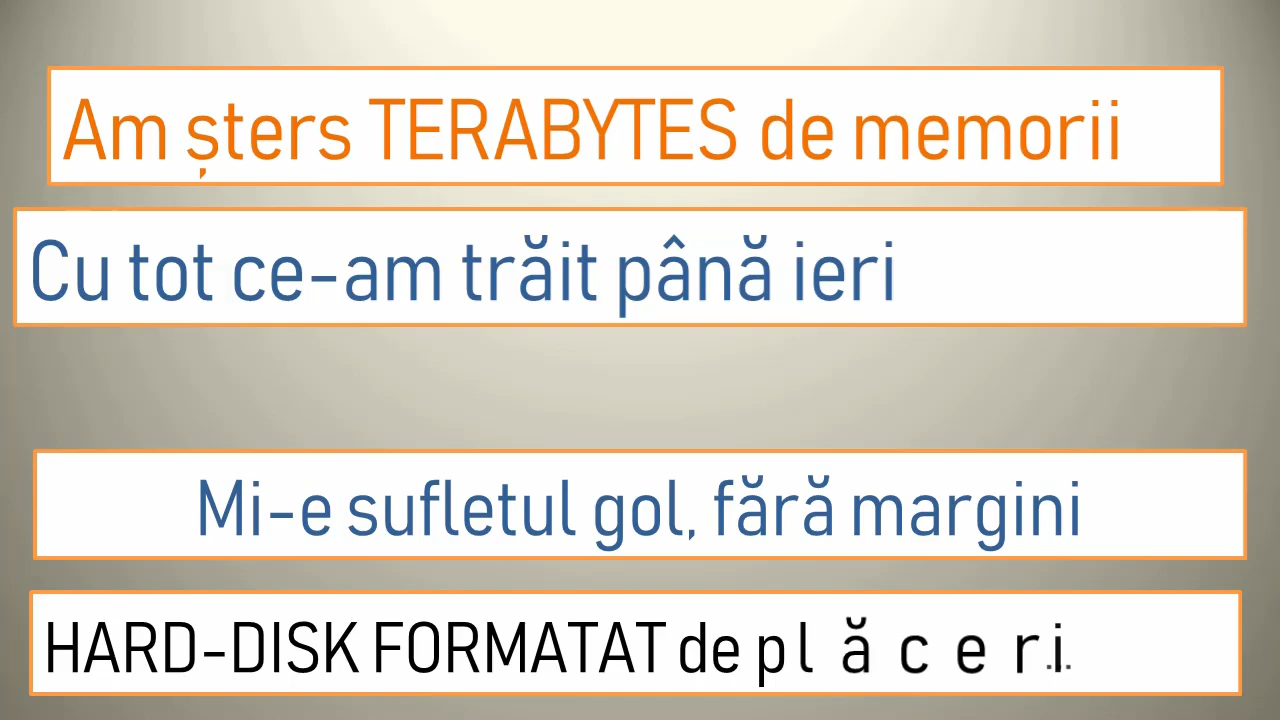 Am șters TERABYTES de memorii
Cu tot ce-am trăit până ieri
Mi-e sufletul gol, fără margini
HARD-DISK FORMATAT de p l ă c e r i...